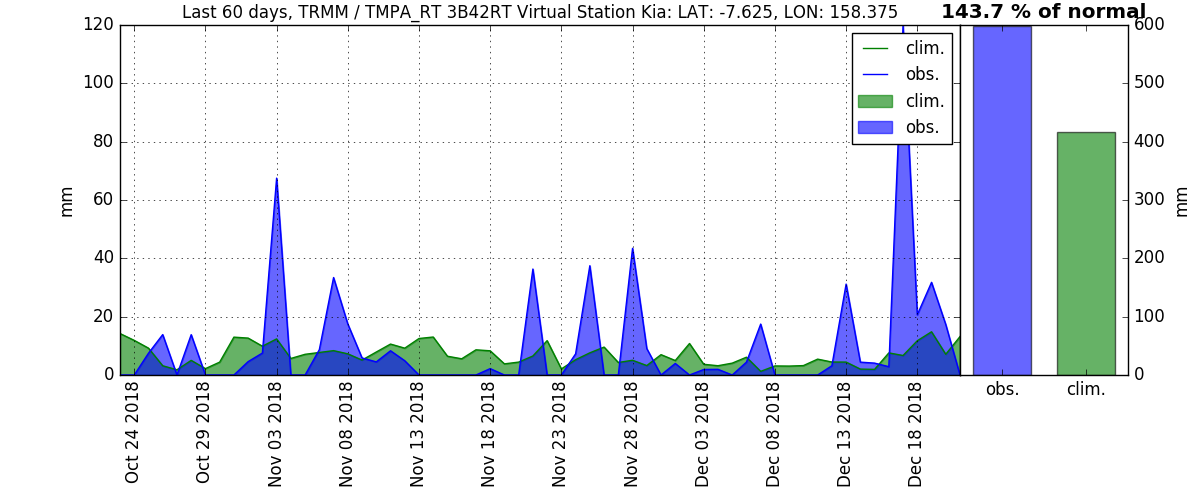 Last 60 days, TRMM / TMPA_RT 3B42RT Virtual Station Kia: LAT: -7.625, LON: 158.375
143.7 % of normal
120
100
80
60
40
20
0
mm
clim.
obs.
clim.
obs.
600
500
400
300
200
100
0
mm
obs.
clim.
Oct 24 2018
Oct 29 2018
Nov 03 2018
Nov 08 2018
Nov 13 2018
Nov 18 2018
Nov 23 2018
Nov 28 2018
Dec 03 2018
Dec 08 2018
Dec 13 2018
Dec 18 2018